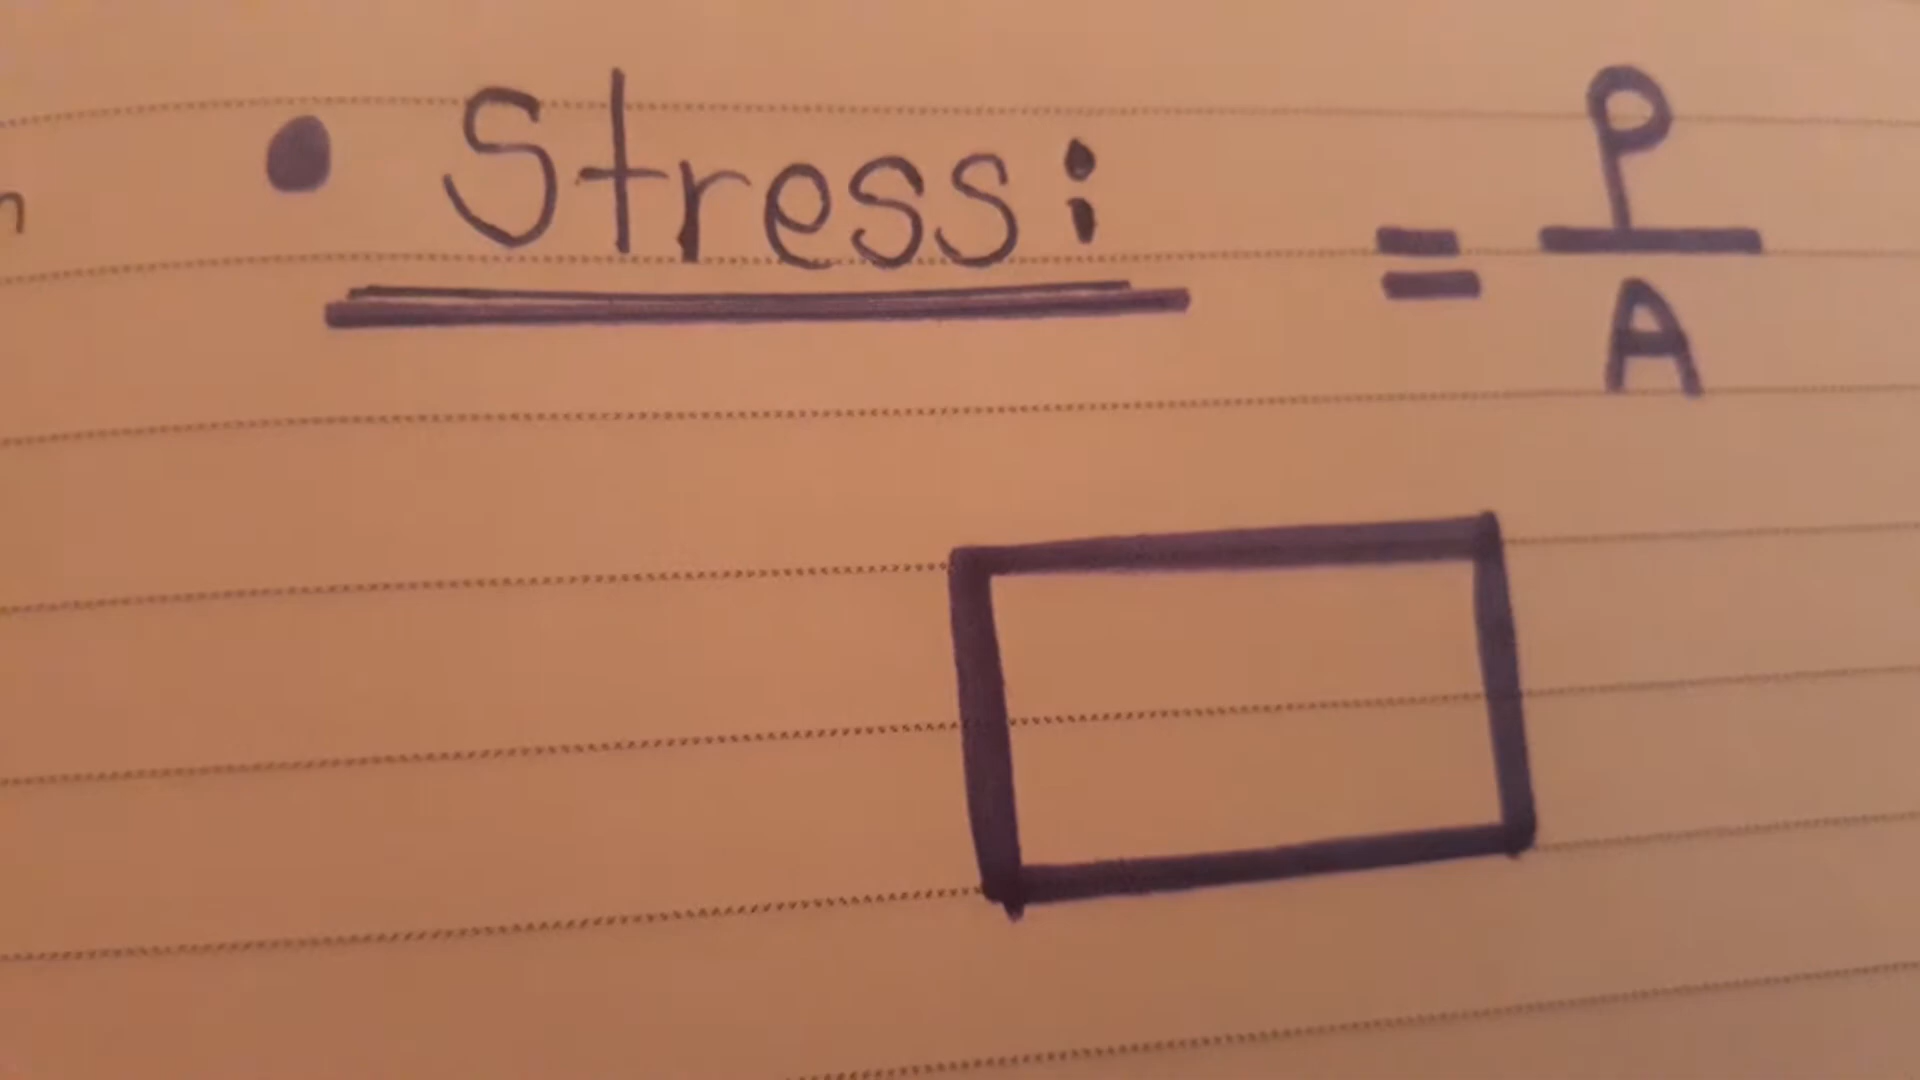 • Stress: = P/A